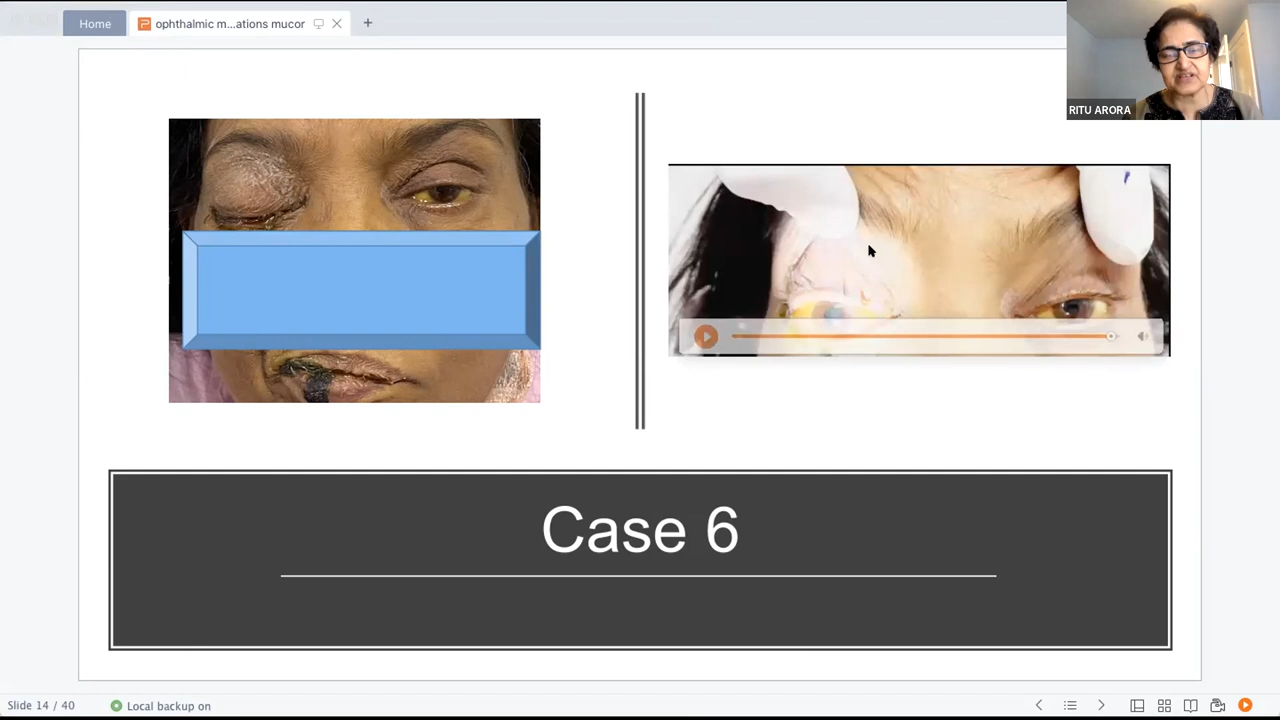 Home
ophthalmic m...ations mucor
RITU ARORA
Case 6
Slide 14 / 40
Local backup on